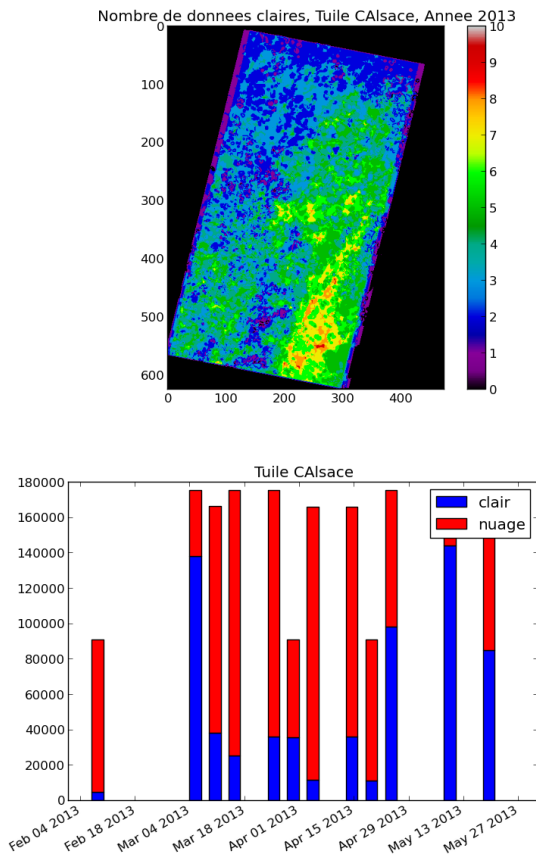 Nombre de donnees claires, Tuile CAlsace, Annee 2013
0
100
200
300
400
500
600
0 100 200 300 400
10
9
8
7
6
5
4
3
2
1
0
Tuile CAlsace
180000
160000
140000
120000
100000
80000
60000
40000
20000
0
clair
nuage
Feb 04 2013
Feb 18 2013
Mar 04 2013
Mar 18 2013
Apr 01 2013
Apr 15 2013
Apr 29 2013
May 13 2013
May 27 2013